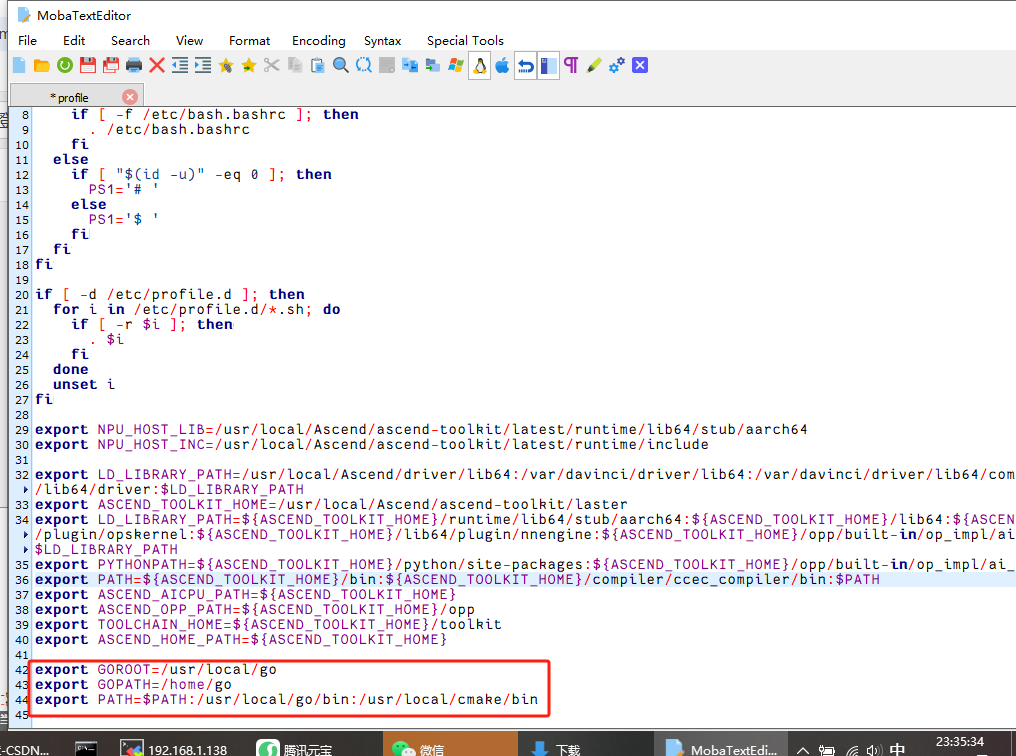 MobaTextEditor
File Edit Search View Format Encoding Syntax Special Tools
*profile
8 if [ -f /etc/bash.bashrc ]; then
9 . /etc/bash.bashrc
10 fi
11 else
12 if [ "$(id -u)" -eq 0 ]; then
13 PS1='# '
14 else
15 PS1='$ '
16 fi
17 fi
18 fi
19
20 if [ -d /etc/profile.d ]; then
21 for i in /etc/profile.d/*.sh; do
22 if [ -r $i ]; then
23 . $i
24 fi
25 done
26 unset i
27 fi
28
29 export NPU_HOST_LIB=/usr/local/Ascend/ascend-toolkit/latest/runtime/lib64/stub/aarch64
30 export NPU_HOST_INC=/usr/local/Ascend/ascend-toolkit/latest/runtime/include
31
32 export LD_LIBRARY_PATH=/usr/local/Ascend/driver/lib64:/var/davinci/driver/lib64:/var/davinci/driver/lib64/com
/lib64/driver:$LD_LIBRARY_PATH
33 export ASCEND_TOOLKIT_HOME=/usr/local/Ascend/ascend-toolkit/laster
34 export LD_LIBRARY_PATH=${ASCEND_TOOLKIT_HOME}/runtime/lib64/stub/aarch64:${ASCEND_TOOLKIT_HOME}/lib64:${ASCEN
/plugin/opskernel:${ASCEND_TOOLKIT_HOME}/lib64/plugin/nnengine:${ASCEND_TOOLKIT_HOME}/opp/built-in/op_impl/ai
$LD_LIBRARY_PATH
35 export PYTHONPATH=${ASCEND_TOOLKIT_HOME}/python/site-packages:${ASCEND_TOOLKIT_HOME}/opp/built-in/op_impl/ai_
36 export PATH=${ASCEND_TOOLKIT_HOME}/bin:${ASCEND_TOOLKIT_HOME}/compiler/ccec_compiler/bin:$PATH
37 export ASCEND_AICPU_PATH=${ASCEND_TOOLKIT_HOME}
38 export ASCEND_OPP_PATH=${ASCEND_TOOLKIT_HOME}/opp
39 export TOOLCHAIN_HOME=${ASCEND_TOOLKIT_HOME}/toolkit
40 export ASCEND_HOME_PATH=${ASCEND_TOOLKIT_HOME}
41
42 export GOROOT=/usr/local/go
43 export GOPATH=/home/go
44 export PATH=$PATH:/usr/local/go/bin:/usr/local/cmake/bin
45
-CSDN... 192.168.1.138 腾讯元宝 微信 下载 MobaTextEdi... 中 23:35:34